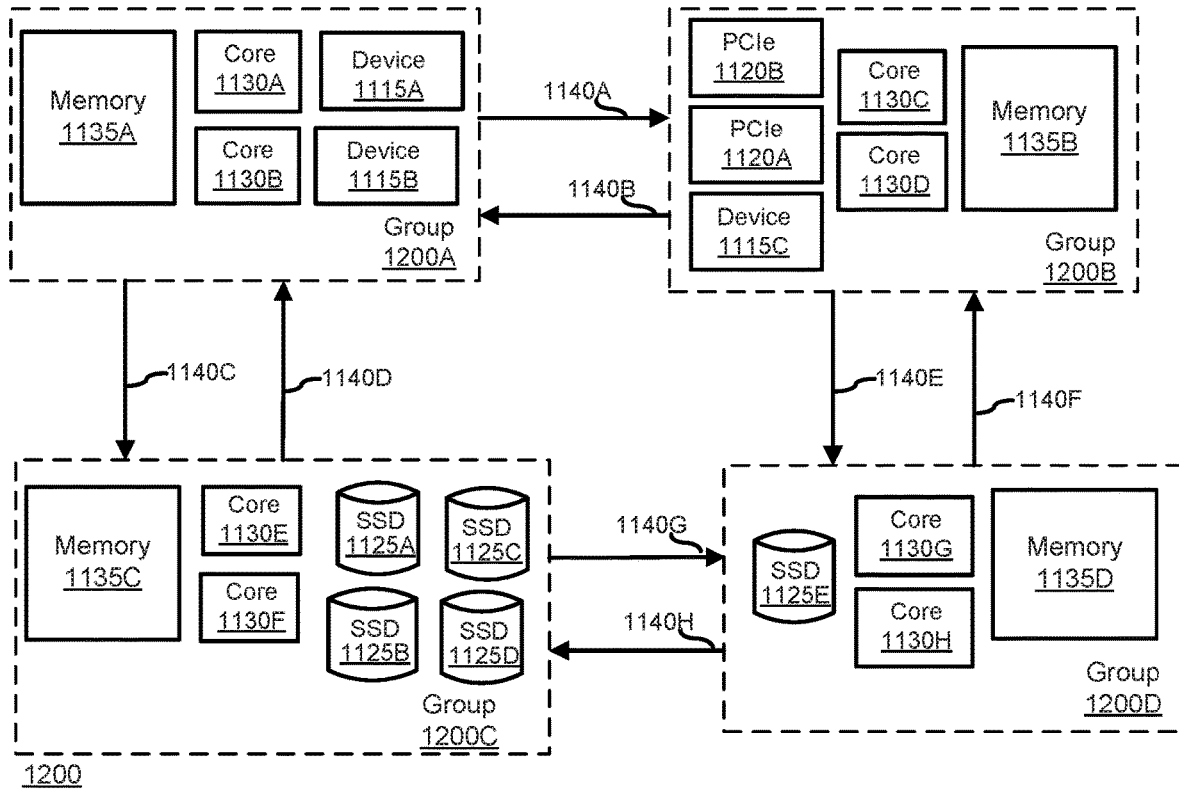 Memory
1135A
Core
1130A
Device
1115A
Core
1130B
Device
1115B
Group
1200A
1140A
1140B
PCIe
1120B
PCIe
1120A
Device
1115C
Core
1130C
Core
1130D
Memory
1135B
Group
1200B
1140C
1140D
1140E
1140F
Memory
1135C
Core
1130E
Core
1130F
SSD
1125A
SSD
1125C
SSD
1125B
SSD
1125D
Group
1200C
1140G
1140H
SSD
1125E
Core
1130G
Core
1130H
Memory
1135D
Group
1200D
1200